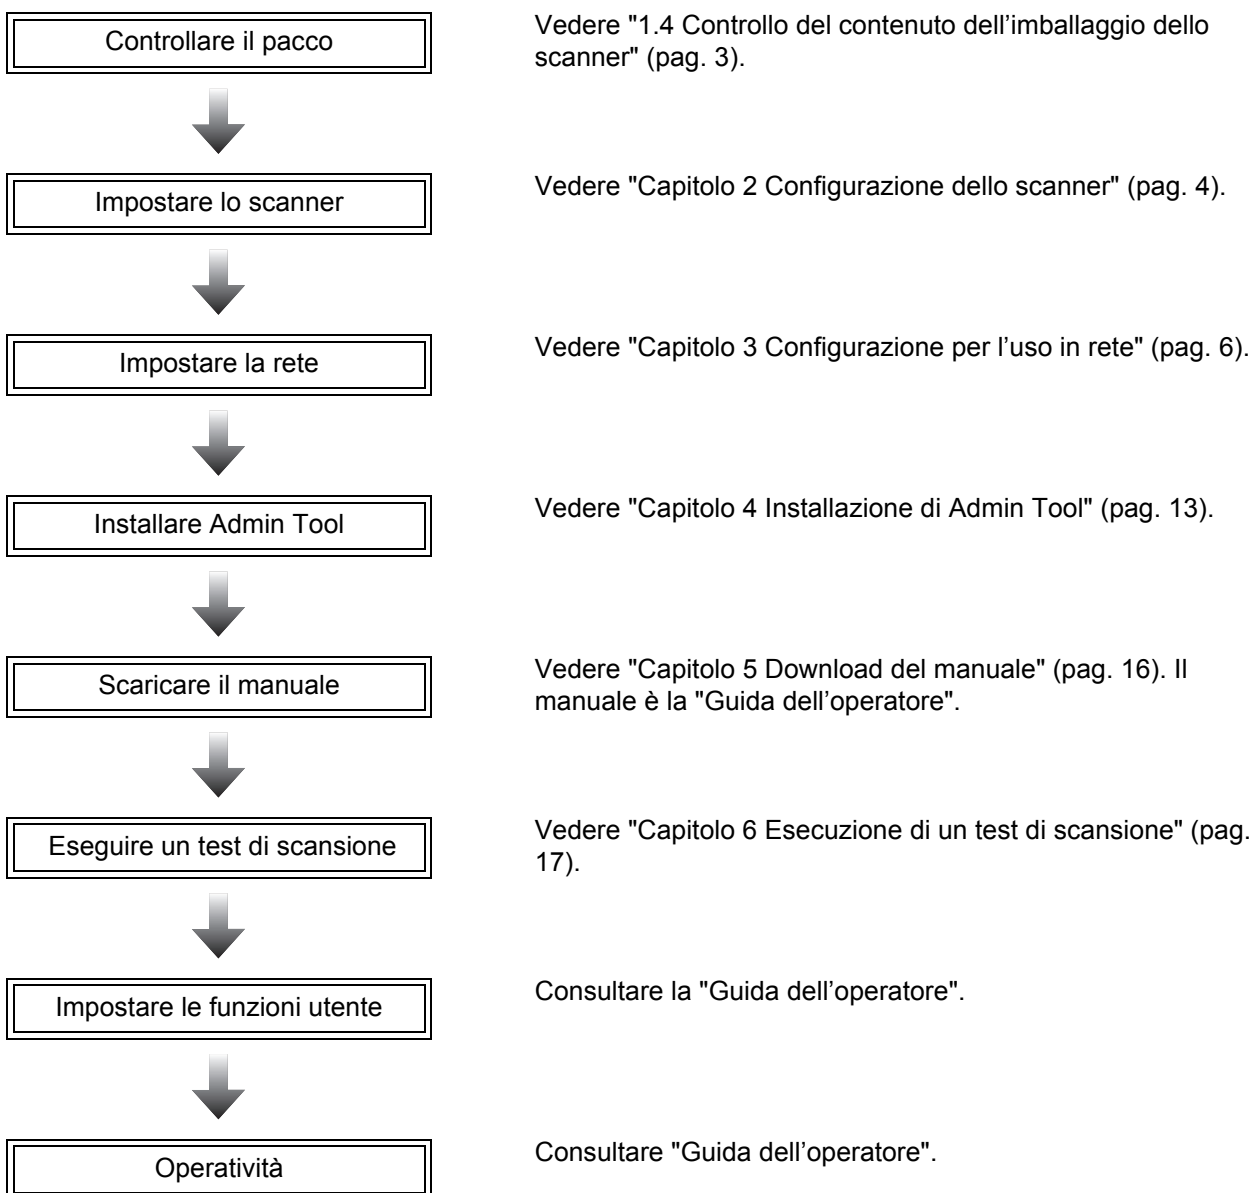 Controllare il pacco
Vedere "1.4 Controllo del contenuto dell’imballaggio dello
scanner" (pag. 3).
Impostare lo scanner
Vedere "Capitolo 2 Configurazione dello scanner" (pag. 4).
Impostare la rete
Vedere "Capitolo 3 Configurazione per l’uso in rete" (pag. 6).
Installare Admin Tool
Vedere "Capitolo 4 Installazione di Admin Tool" (pag. 13).
Scaricare il manuale
Vedere "Capitolo 5 Download del manuale" (pag. 16). Il
manuale è la "Guida dell’operatore".
Eseguire un test di scansione
Vedere "Capitolo 6 Esecuzione di un test di scansione" (pag.
17).
Impostare le funzioni utente
Consultare la "Guida dell’operatore".
Operatività
Consultare "Guida dell’operatore".